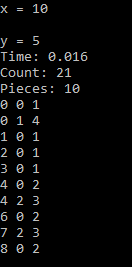 x = 10
y = 5
Time: 0.016
Count: 21
Pieces: 10
0 0 1
0 1 4
1 0 1
2 0 1
3 0 1
4 0 2
4 2 3
6 0 2
7 2 3
8 0 2